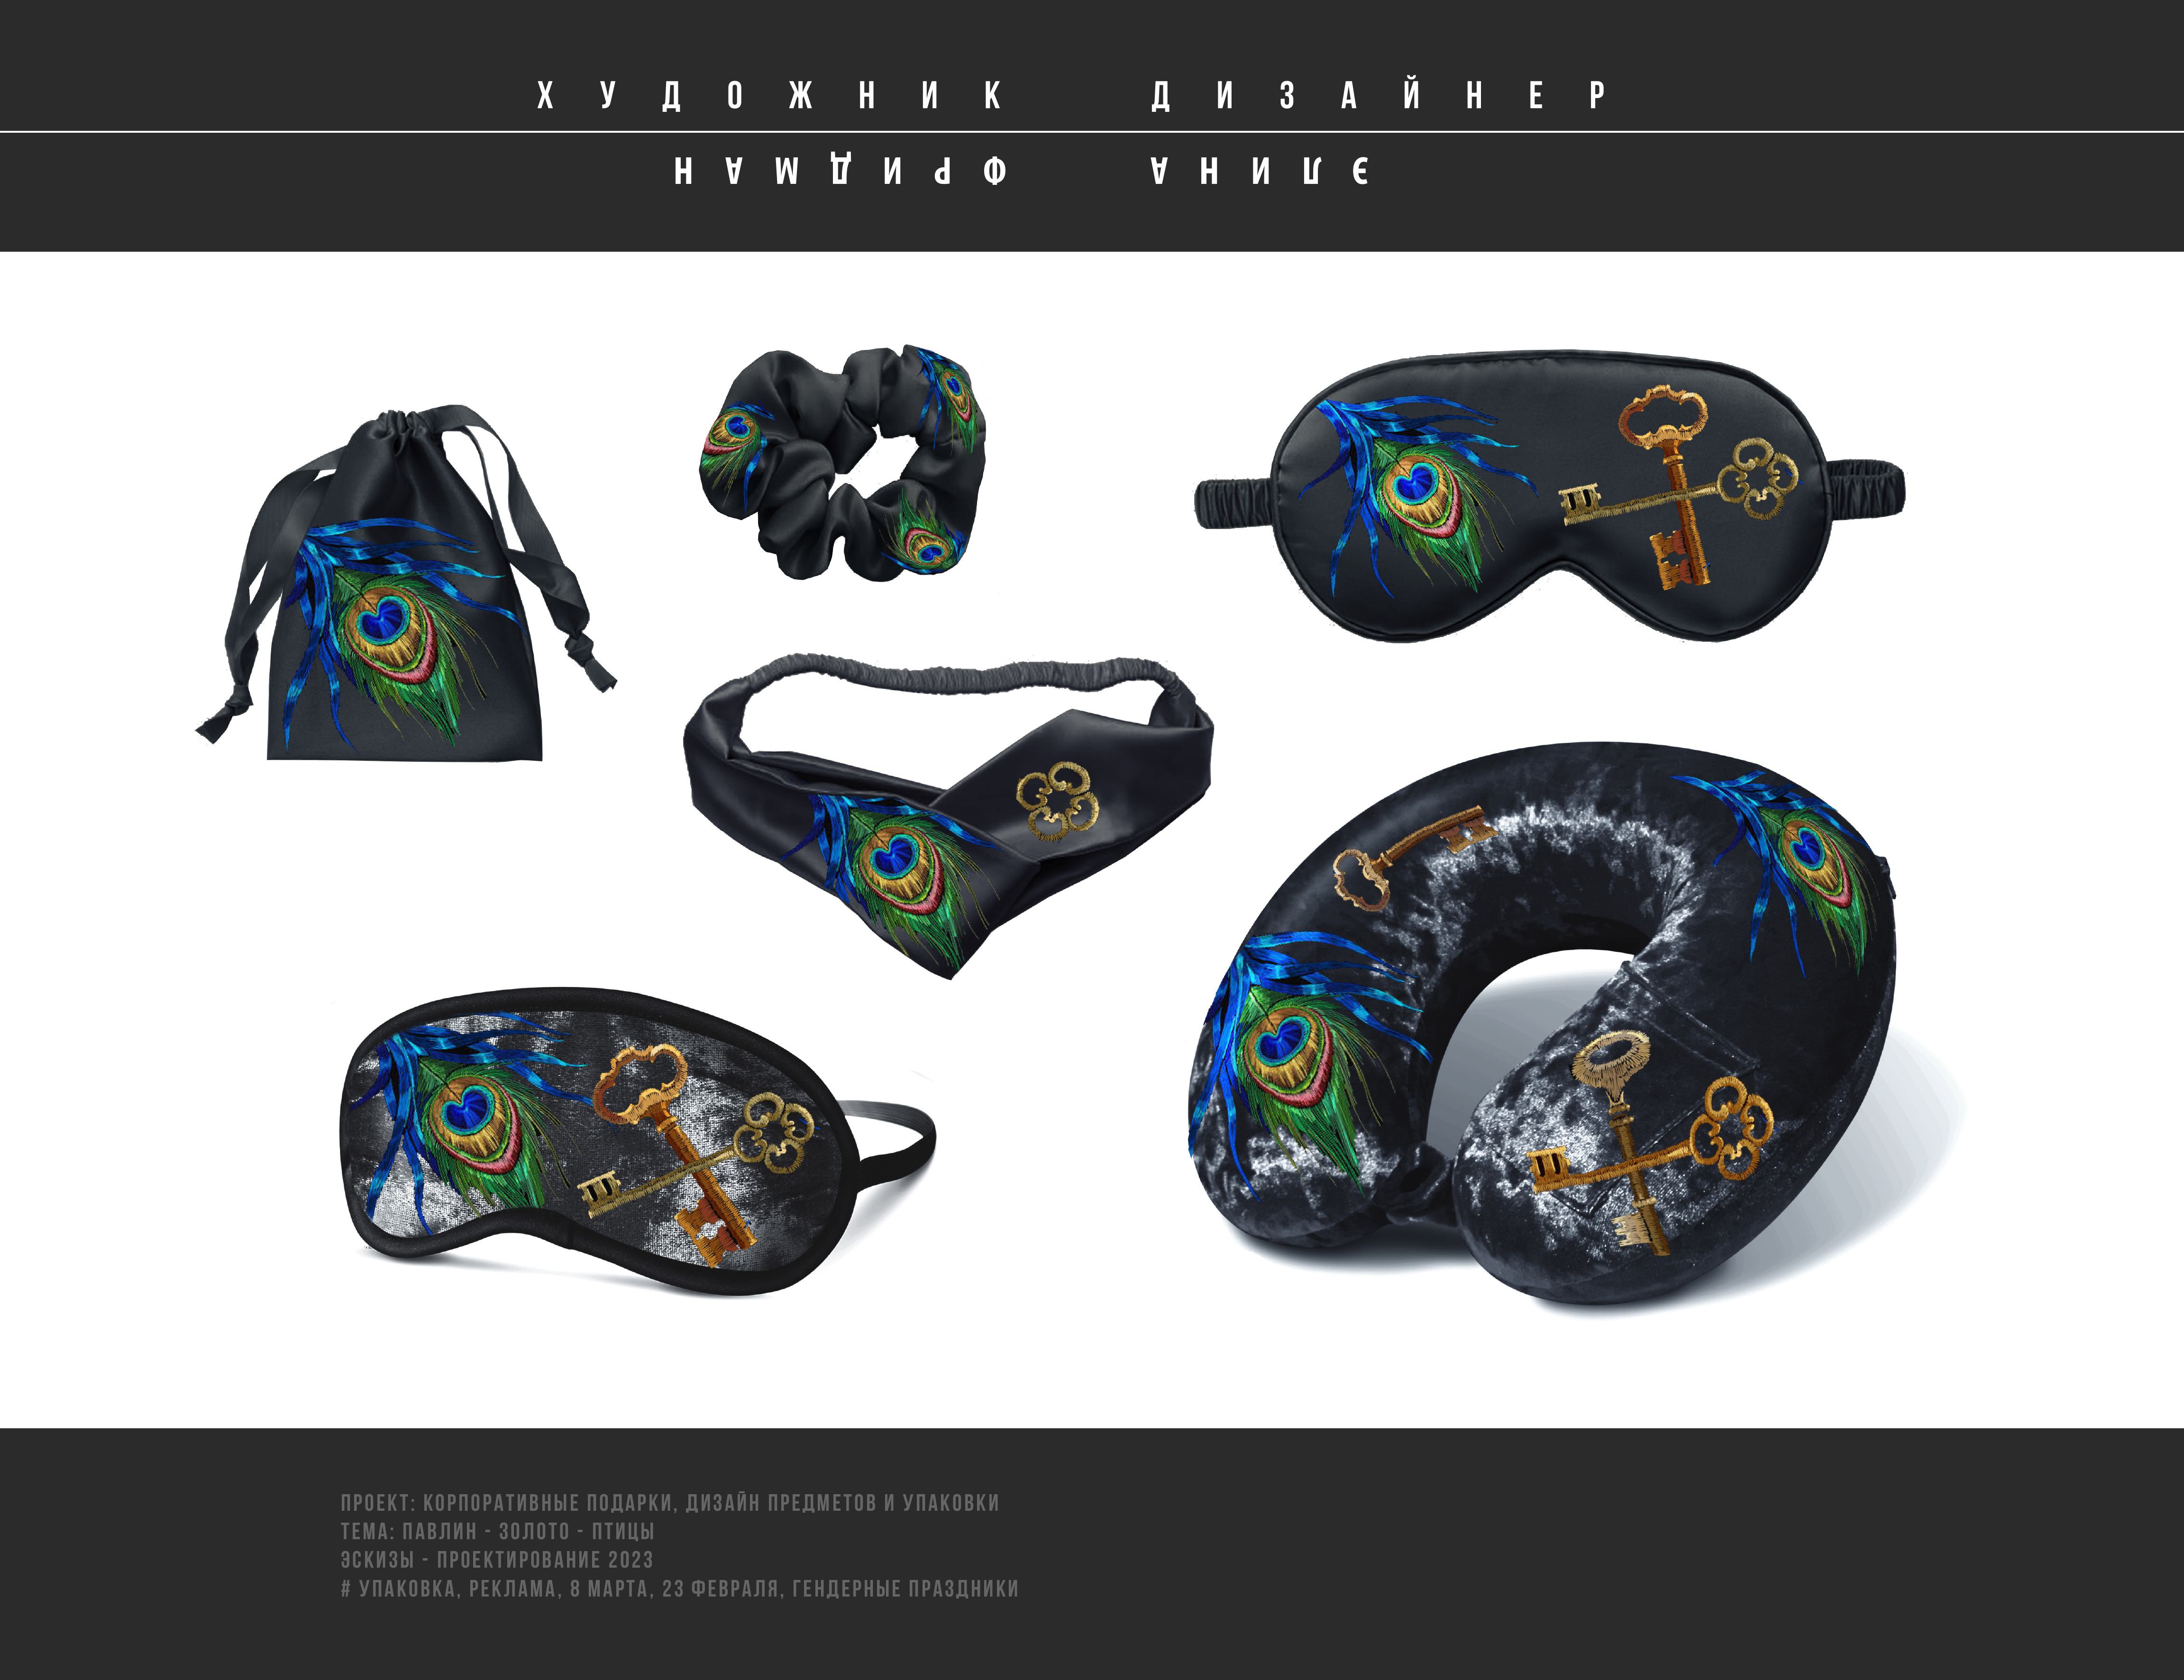 ХУДОЖНИК ДИЗАЙНЕР
ЭЛИНА ФРИДМАН
ПРОЕКТ: КОРПОРАТИВНЫЕ ПОДАРКИ, ДИЗАЙН ПРЕДМЕТОВ И УПАКОВКИ
ТЕМА: ПАВЛИН - ЗОЛОТО - ПТИЦЫ
ЭСКИЗЫ - ПРОЕКТИРОВАНИЕ 2023
# УПАКОВКА, РЕКЛАМА, 8 МАРТА, 23 ФЕВРАЛЯ, ГЕНДЕРНЫЕ ПРАЗДНИКИ